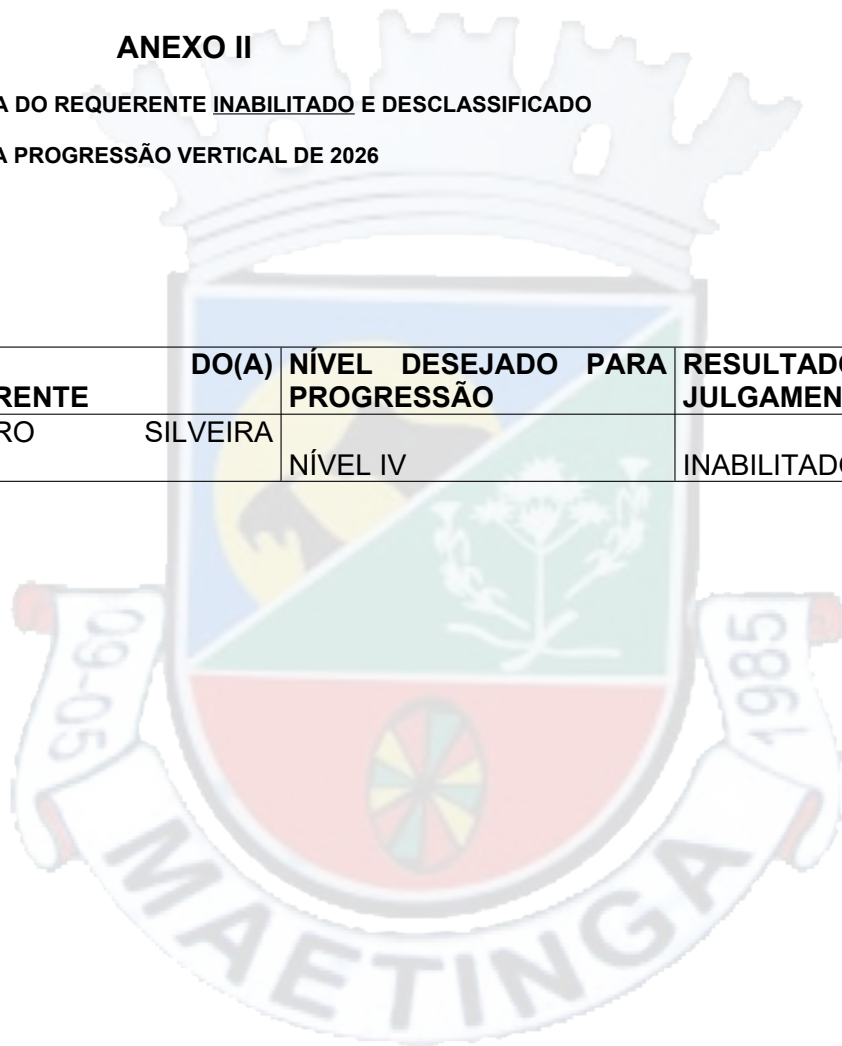 ANEXO II
A DO REQUERENTE INABILITADO E DESCLASSIFICADO
A PROGRESSÃO VERTICAL DE 2026
DO(A) NÍVEL DESEJADO PARA RESULTADO
RENTE PROGRESSÃO JULGAMEN
RO SILVEIRA
NÍVEL IV INABILITADO
09-05 1985
MAETINGA